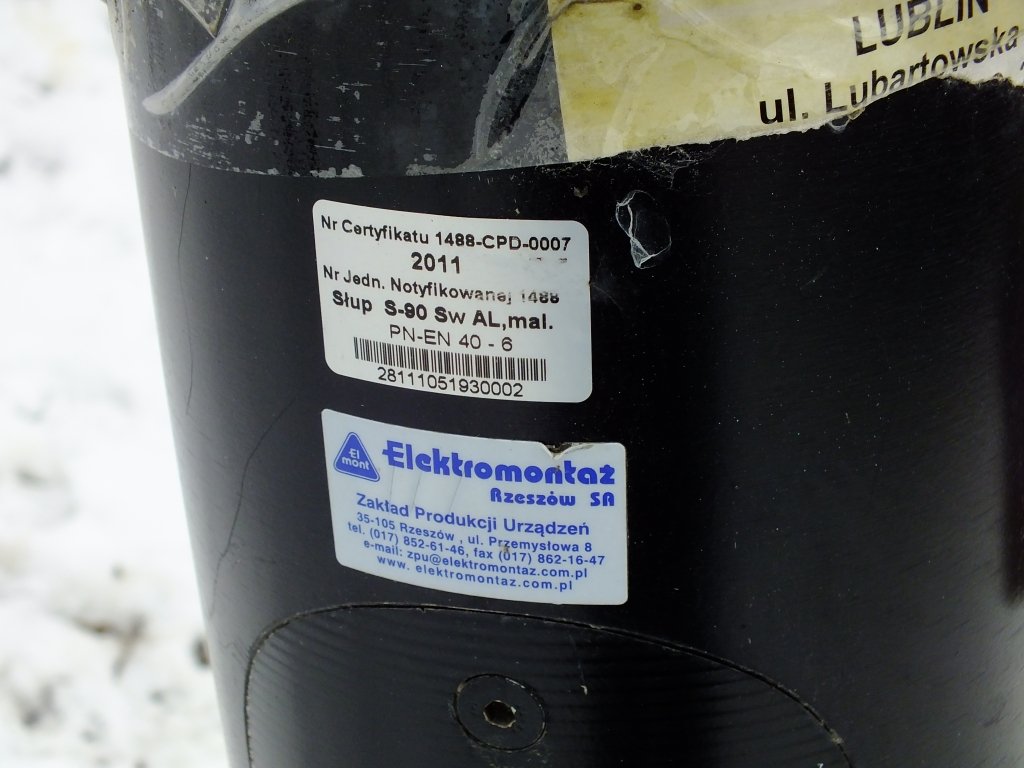 LUBLIN
ul. Lubartowska
Nr Certyfikatu 1488-CPD-0007
2011
Nr Jedn. Notyfikowanej 1488
Słup S-90 Sw AL,mal.
PN-EN 40 - 6
28111051930002
El
mont
Elektromontaż
Rzeszów SA
Zakład Produkcji Urządzeń
35-105 Rzeszów , ul. Przemysłowa 8
tel. (017) 852-61-46, fax (017) 862-16-47
e-mail: zpu@elektromontaz.com.pl
www. elektromontaz.com.pl